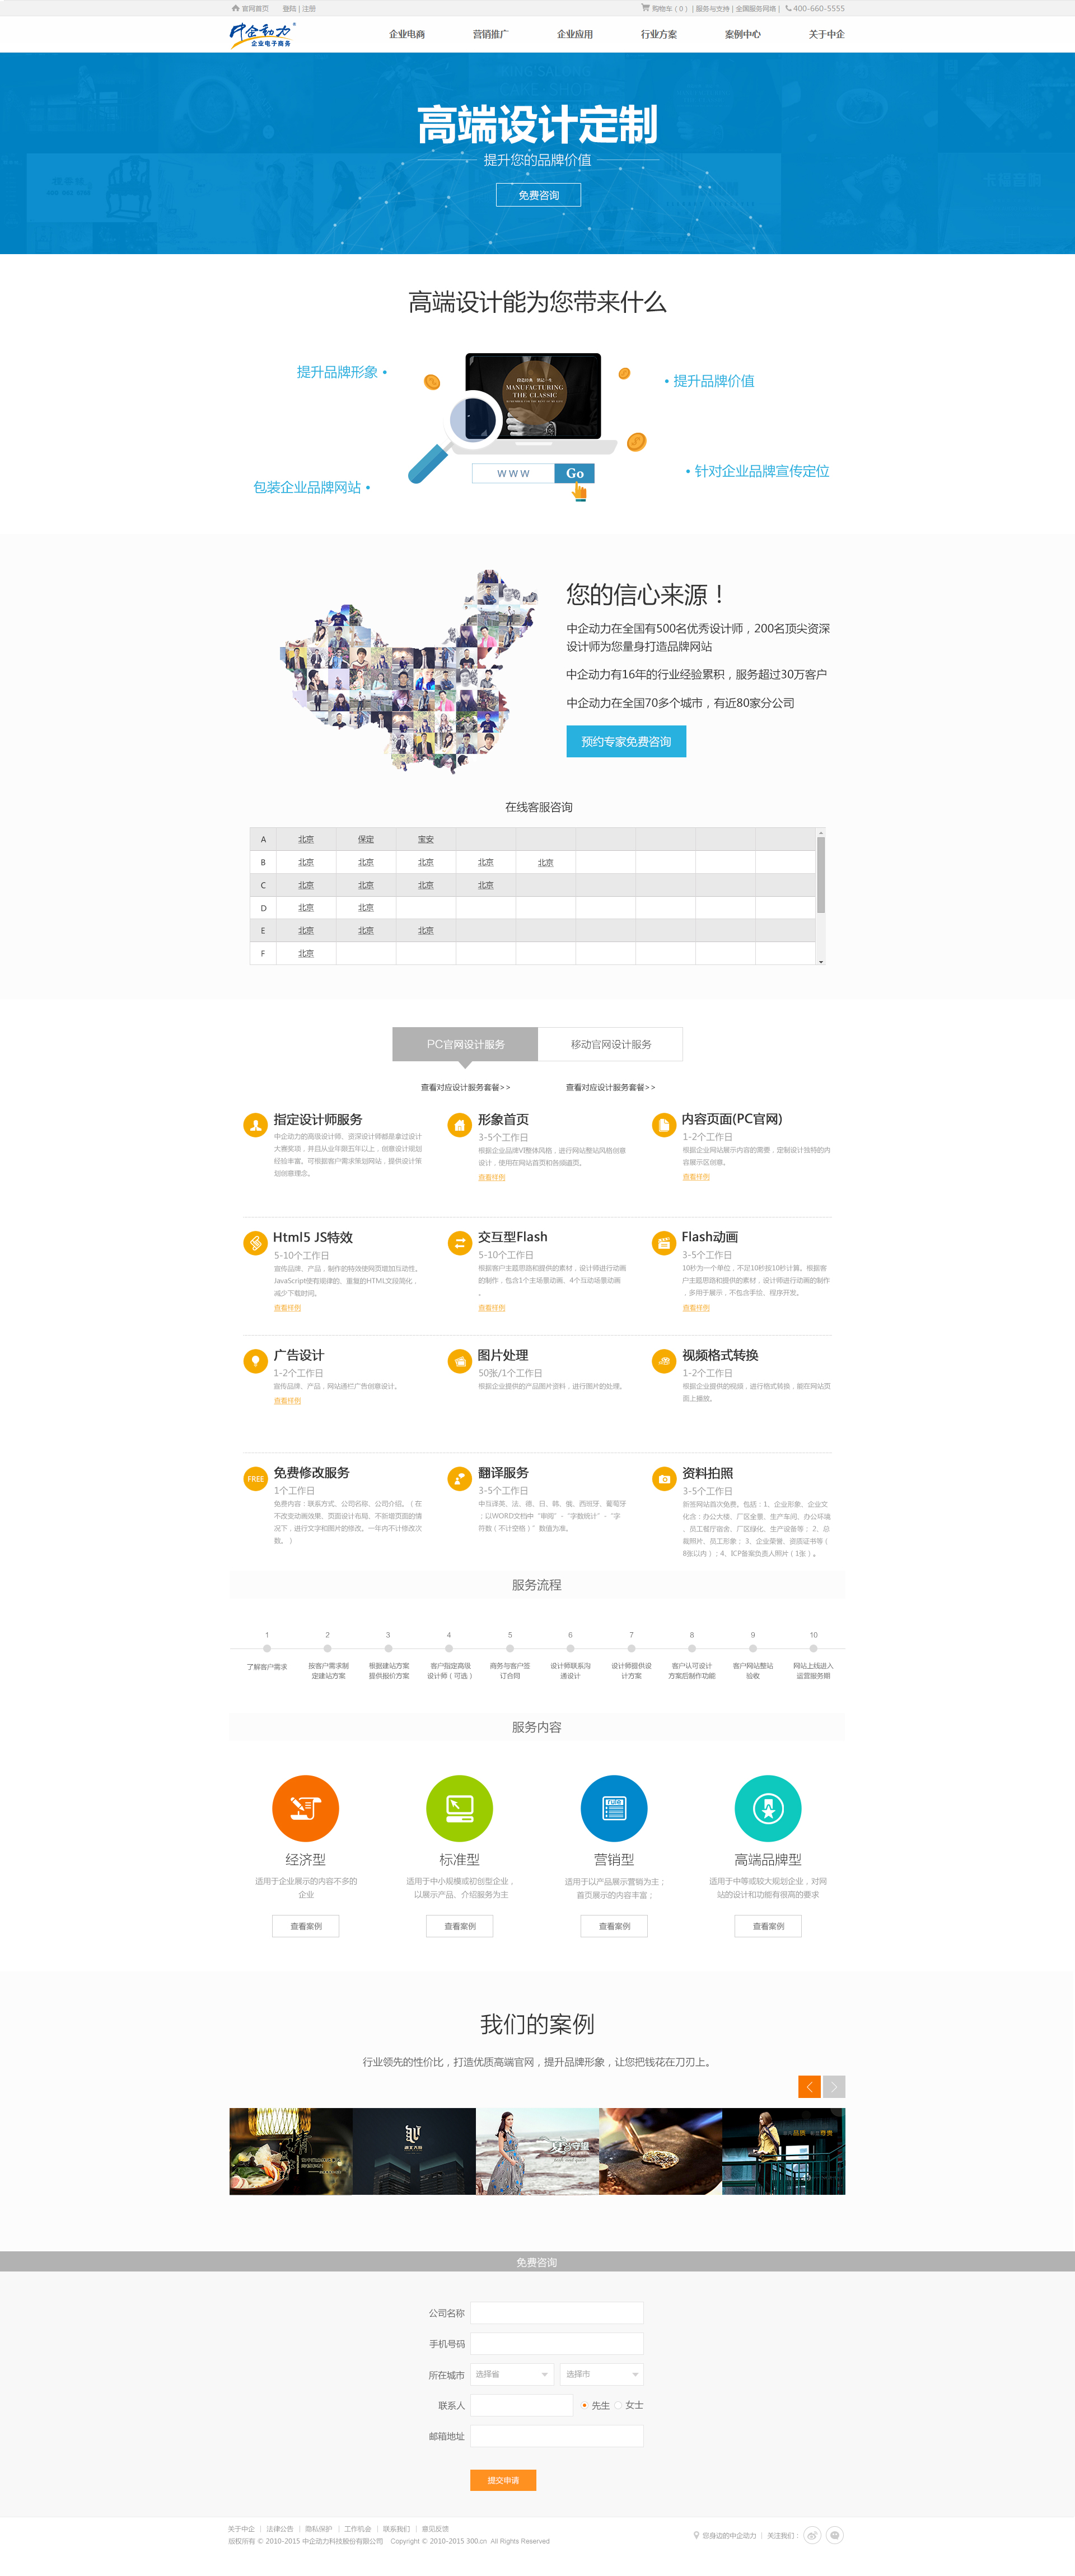 官网首页 登陆 | 注册 购物车（0） | 服务与支持 | 全国服务网络 | 400-660-5555
中企动力®
企业电子商务
企业电商 营销推广 企业应用 行业方案 案例中心 关于中企
高端设计定制
提升您的品牌价值
免费咨询
高端设计能为您带来什么
提升品牌形象 •
• 提升品牌价值
MANUFACTURING
THE CLASSIC
包装企业品牌网站 •
• 针对企业品牌宣传定位
WWW Go
您的信心来源！
中企动力在全国有500名优秀设计师，200名顶尖资深
设计师为您量身打造品牌网站
中企动力有16年的行业经验累积，服务超过30万客户
中企动力在全国70多个城市，有近80家分公司
预约专家免费咨询
在线客服咨询
A 北京 保定 宝安
B 北京 北京 北京 北京 北京
C 北京 北京 北京 北京
D 北京 北京
E 北京 北京 北京
F 北京
PC官网设计服务 移动官网设计服务
查看对应设计服务套餐>> 查看对应设计服务套餐>>
指定设计师服务
中企动力的高级设计师、资深设计师都是拿过设计
大赛奖项，并且从业年限五年以上，创意设计规划
经验丰富。可根据客户需求策划网站，提供设计策
划创意理念。
形象首页
3-5个工作日
根据企业品牌VI整体风格，进行网站整站风格创意
设计，使用在网站首页和各频道页。
查看样例
内容页面(PC官网)
1-2个工作日
根据企业网站展示内容的需要，定制设计独特的内
容展示区创意。
查看样例
Html5 JS特效
5-10个工作日
宣传品牌、产品，制作的特效使网页增加互动性。
JavaScript使有规律的、重复的HTML文段简化，
减少下载时间。
查看样例
交互型Flash
5-10个工作日
根据客户主题思路和提供的素材，设计师进行动画
的制作，包含1个主场景动画、4个互动场景动画
。
查看样例
Flash动画
3-5个工作日
10秒为一个单位，不足10秒按10秒计算。根据客
户主题思路和提供的素材，设计师进行动画的制作
，多用于展示，不包含手绘、程序开发。
查看样例
广告设计
1-2个工作日
宣传品牌、产品，网站通栏广告创意设计。
查看样例
图片处理
50张/1个工作日
根据企业提供的产品图片资料，进行图片的处理。
视频格式转换
1-2个工作日
根据企业提供的视频，进行格式转换，能在网站页
面上播放。
FREE
免费修改服务
1个工作日
免费内容：联系方式、公司名称、公司介绍。（在
不改变动画效果、页面设计布局、不新增页面的情
况下，进行文字和图片的修改。一年内不计修改次
数。）
翻译服务
3-5个工作日
中互译英、法、德、日、韩、俄、西班牙、葡萄牙
；以WORD文档中“审阅”-“字数统计”-“字
符数（不计空格）”数值为准。
资料拍照
3-5个工作日
新签网站首次免费。包括：1、企业形象、企业文
化含：办公大楼、厂区全景、生产车间、办公环境
、员工餐厅宿舍、厂区绿化、生产设备等；2、总
裁照片、员工形象；3、企业荣誉、资质证书等（
8张以内）；4、ICP备案负责人照片（1张）。
服务流程
1 2 3 4 5 6 7 8 9 10
了解客户需求
按客户需求制
定建站方案
根据建站方案
提供报价方案
客户指定高级
设计师（可选）
商务与客户签
订合同
设计师联系沟
通设计
设计师提供设
计方案
客户认可设计
方案后制作功能
客户网站整站
验收
网站上线进入
运营服务期
服务内容
RULE
经济型
适用于企业展示的内容不多的
企业
查看案例
标准型
适用于中小规模或初创型企业，
以展示产品、介绍服务为主
查看案例
营销型
适用于以产品展示营销为主；
首页展示的内容丰富；
查看案例
高端品牌型
适用于中等或较大规划企业，对网
站的设计和功能有很高的要求
查看案例
我们的案例
行业领先的性价比，打造优质高端官网，提升品牌形象，让您把钱花在刀刃上。
免费咨询
公司名称
手机号码
所在城市 选择省 选择市
联系人 先生 女士
邮箱地址
提交申请
关于中企 | 法律公告 | 隐私保护 | 工作机会 | 联系我们 | 意见反馈
版权所有 © 2010-2015 中企动力科技股份有限公司 Copyright © 2010-2015 300.cn All Rights Reserved
您身边的中企动力 | 关注我们：